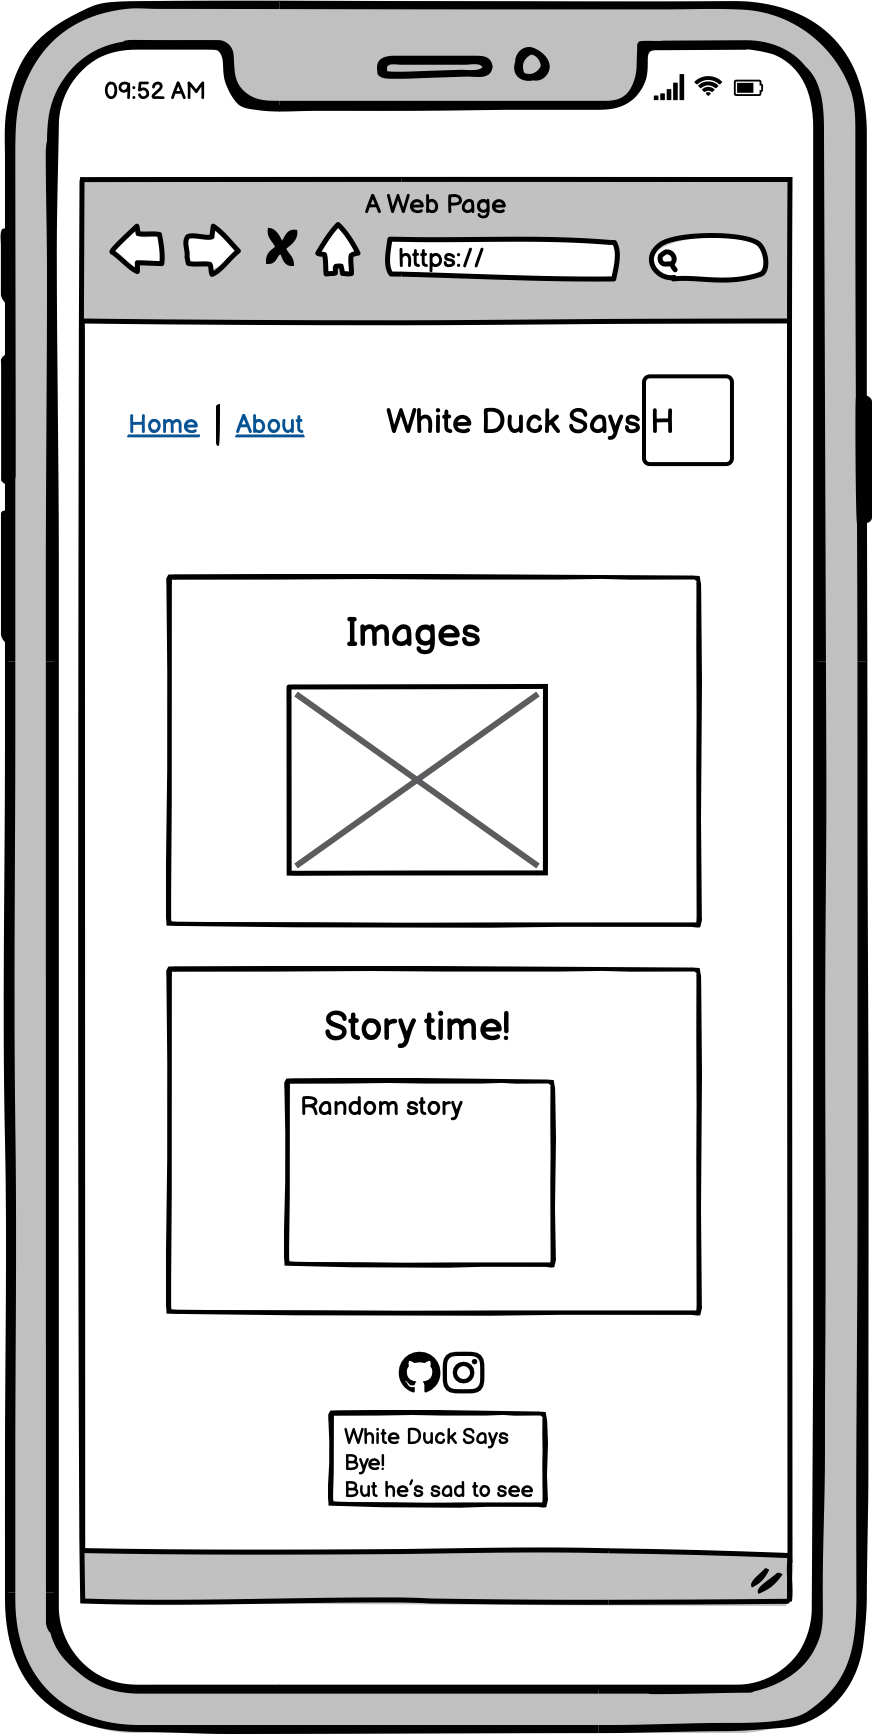 09:52 AM
A Web Page
https://
Home | About
White Duck Says H
Images
Story time!
Random story
White Duck Says
Bye!
But he's sad to see